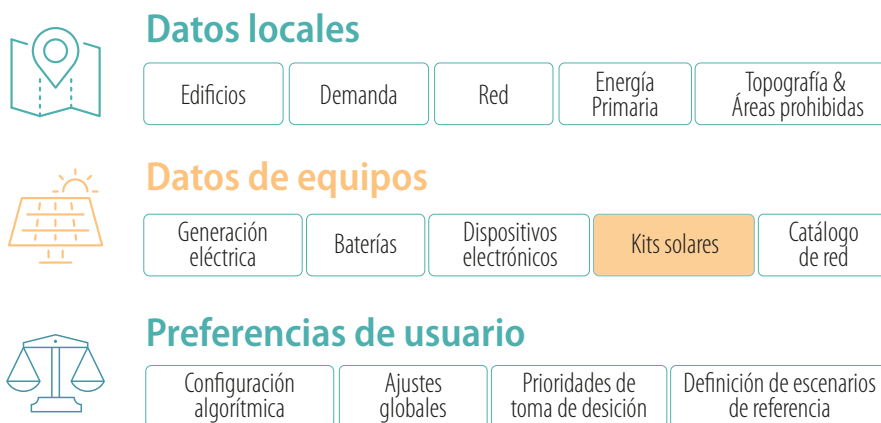 Datos locales
Edificios
Demanda
Red
Energía
Primaria
Topografía &
Áreas prohibidas
Datos de equipos
Generación
eléctrica
Baterías
Dispositivos
electrónicos
Kits solares
Catálogo
de red
Preferencias de usuario
Configuración
algorítmica
Ajustes
globales
Prioridades de
toma de desición
Definición de escenarios
de referencia